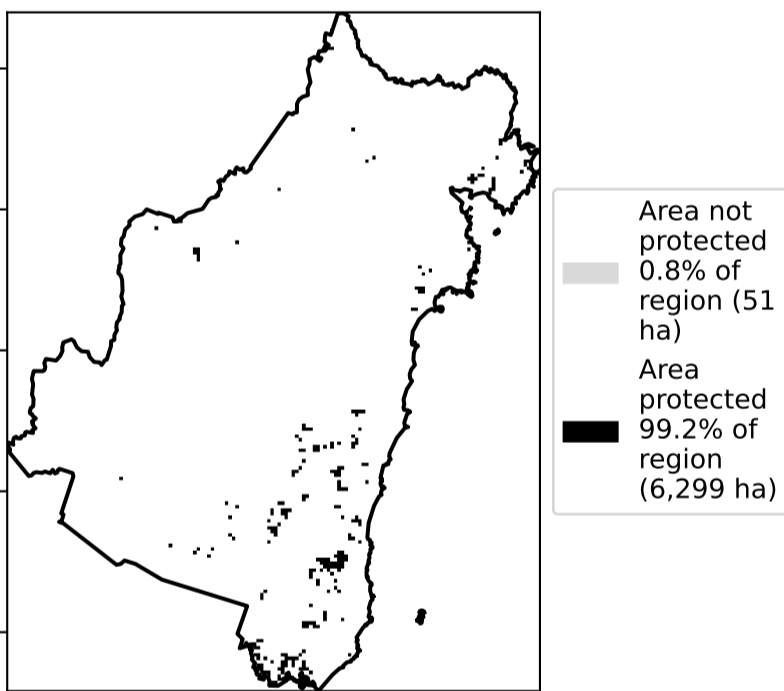 Area not
protected
0.8% of
region (51
ha)
Area
protected
99.2% of
region
(6,299 ha)